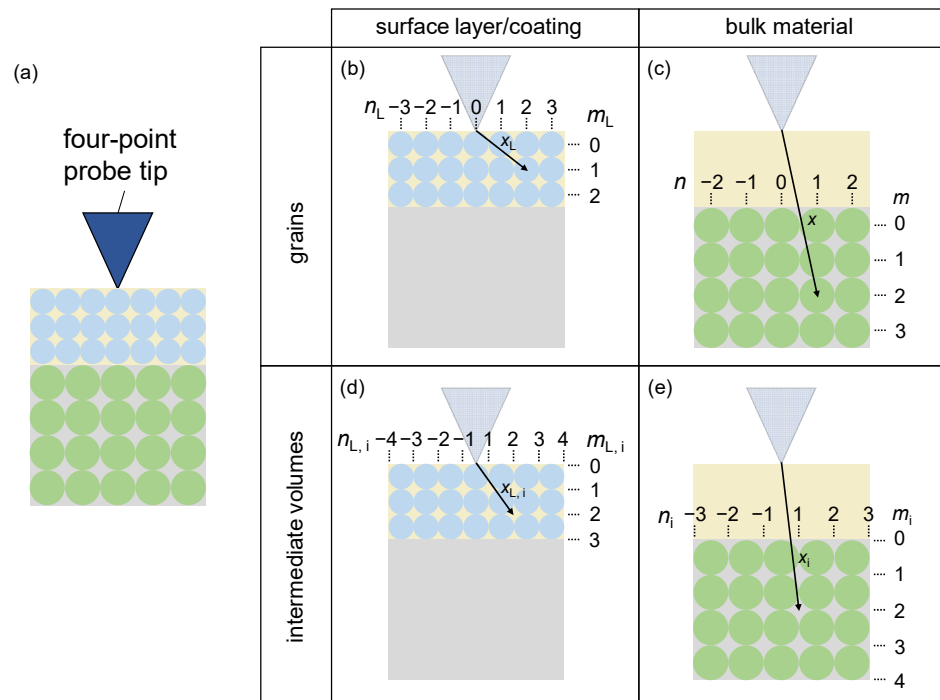 surface layer/coating
bulk material
(a)
four-point
probe tip
grains
intermediate volumes
(b)
n_L −3 −2 −1 0 1 2 3 m_L
x_L
0
1
2
(c)
n −2 −1 0 1 2 m
x
0
1
2
3
(d)
n_L, i −4 −3 −2 −1 1 2 3 4 m_L, i
x_L, i
0
1
2
3
(e)
n_i −3 −2 −1 1 2 3 m_i
x_i
0
1
2
3
4